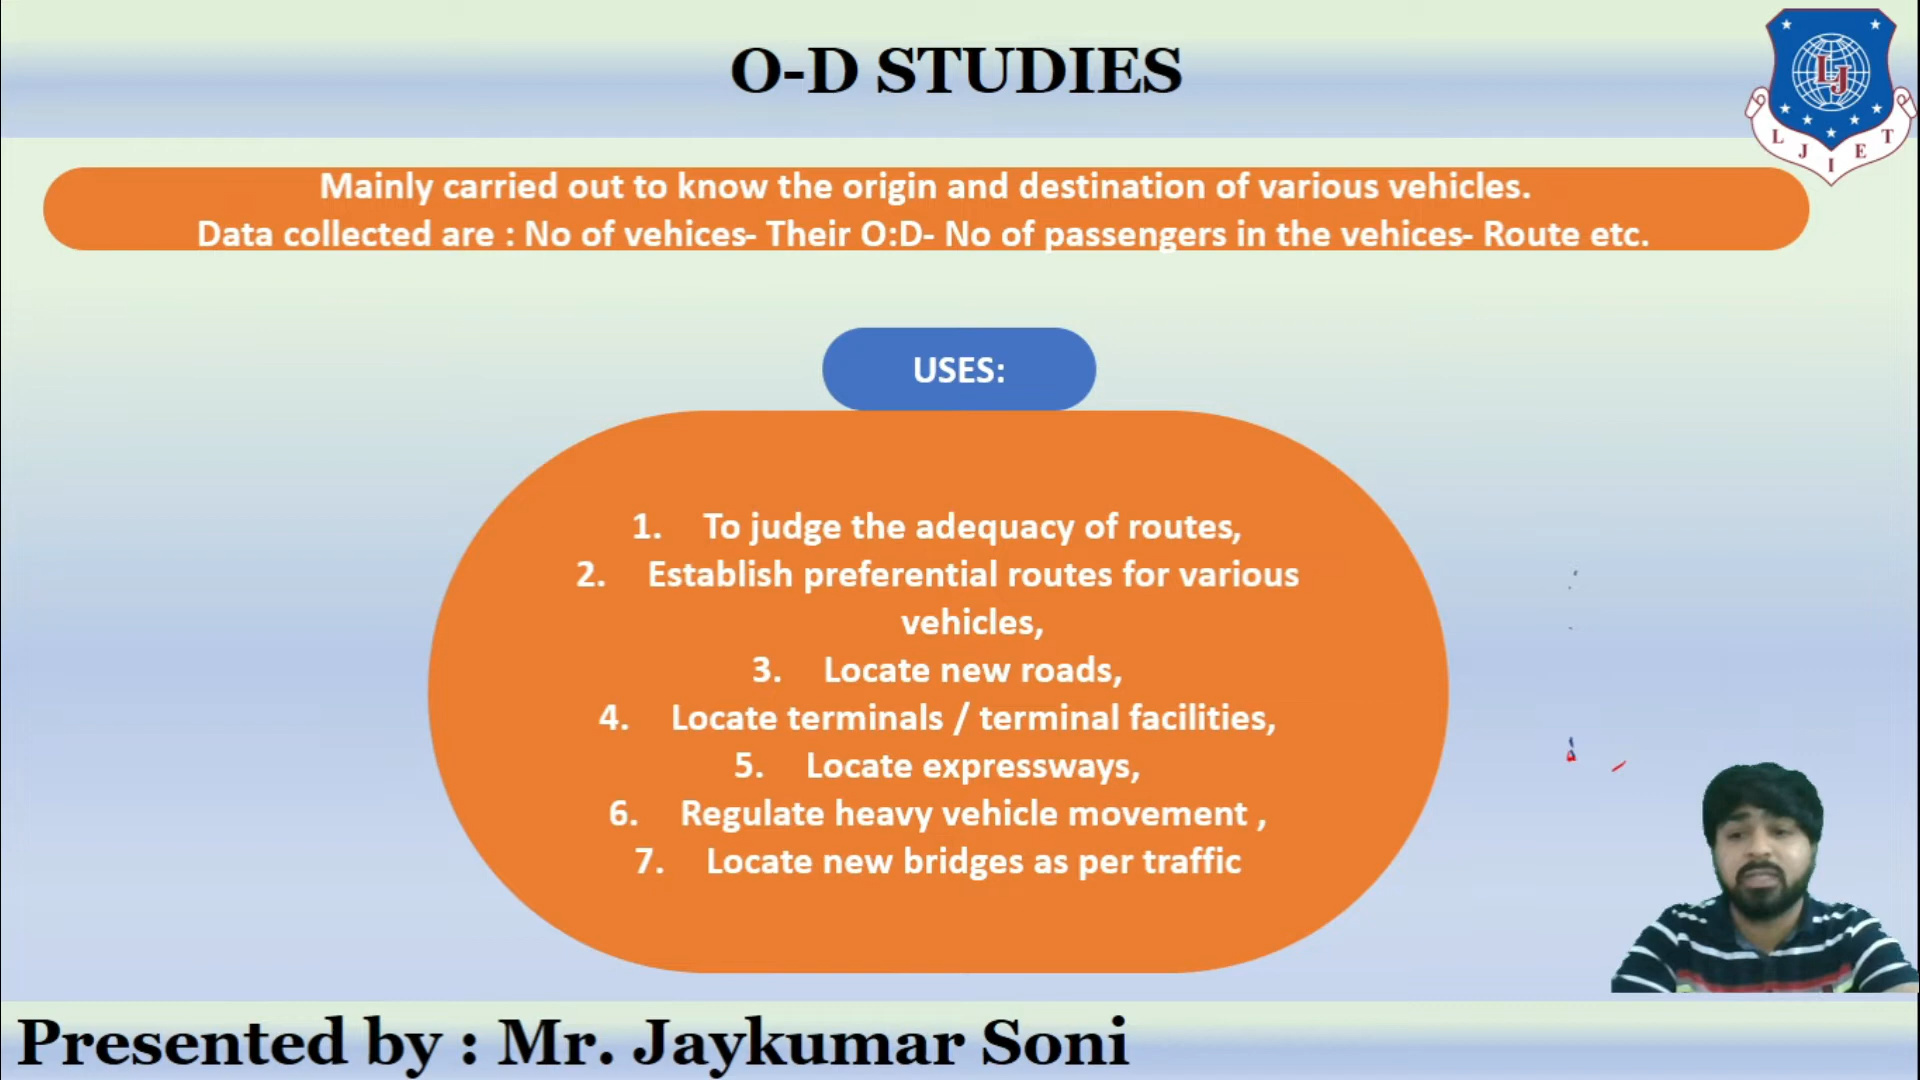 O-D STUDIES
L J I E T
LJ
Mainly carried out to know the origin and destination of various vehicles.
Data collected are : No of vehices- Their O:D- No of passengers in the vehices- Route etc.
USES:
1. To judge the adequacy of routes,
2. Establish preferential routes for various
vehicles,
3. Locate new roads,
4. Locate terminals / terminal facilities,
5. Locate expressways,
6. Regulate heavy vehicle movement ,
7. Locate new bridges as per traffic
Presented by : Mr. Jaykumar Soni